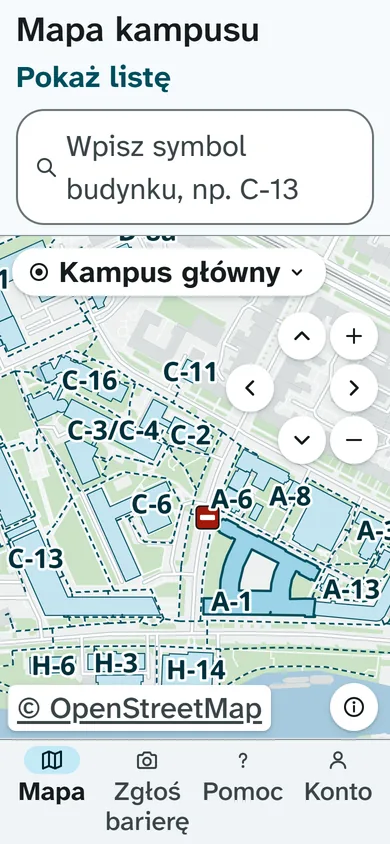 Mapa kampusu
Pokaż listę
Wpisz symbol
budynku, np. C-13
Kampus główny
C-16
C-11
C-3/C-4
C-2
C-6
A-6
A-8
C-13
A-1
A-13
H-6
H-3
H-14
© OpenStreetMap
Mapa
Zgłoś
barierę
Pomoc
Konto